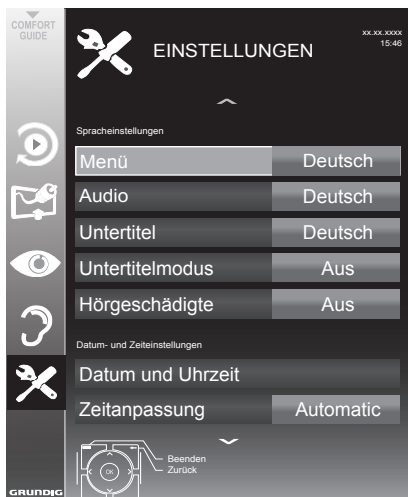 COMFORT
GUIDE
EINSTELLUNGEN
xx.xx.xxxx
15:46
Spracheinstellungen
Menü Deutsch
Audio Deutsch
Untertitel Deutsch
Untertitelmodus Aus
Hörgeschädigte Aus
Datum- und Zeiteinstellungen
Datum und Uhrzeit
Zeitanpassung Automatic
Beenden
Zurück
OK
GRUNDIG